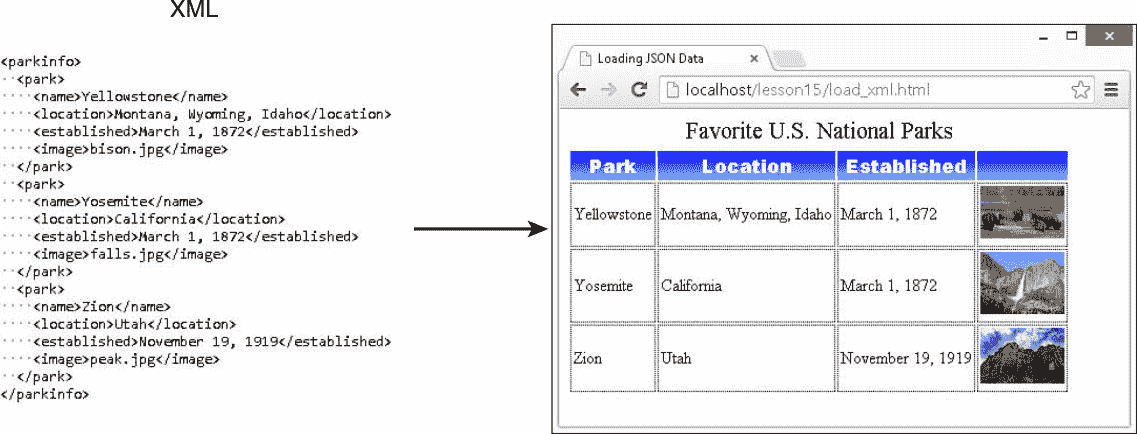 XML
<parkinfo>
··<park>
····<name>Yellowstone</name>
····<location>Montana, Wyoming, Idaho</location>
····<established>March 1, 1872</established>
····<image>bison.jpg</image>
··</park>
··<park>
····<name>Yosemite</name>
····<location>California</location>
····<established>March 1, 1872</established>
····<image>falls.jpg</image>
··</park>
··<park>
····<name>Zion</name>
····<location>Utah</location>
····<established>November 19, 1919</established>
····<image>peak.jpg</image>
··</park>
</parkinfo>
Loading JSON Data
localhost/lesson15/load_xml.html
Favorite U.S. National Parks
Park Location Established
Yellowstone Montana, Wyoming, Idaho March 1, 1872
Yosemite California March 1, 1872
Zion Utah November 19, 1919